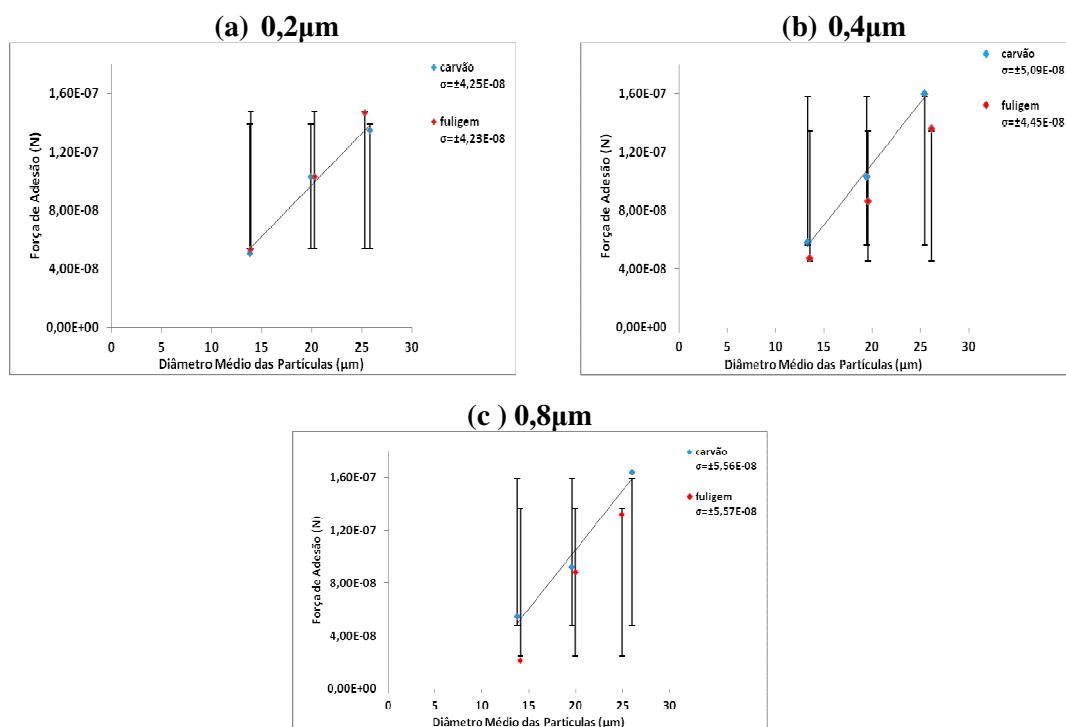 (a) 0,2μm
carvão
σ=±4,25E-08
fuligem
σ=±4,23E-08
Força de Adesão (N)
1,60E-07
1,20E-07
8,00E-08
4,00E-08
0,00E+00
0 5 10 15 20 25 30
Diâmetro Médio das Partículas (μm)
(b) 0,4μm
carvão
σ=±5,09E-08
fuligem
σ=±4,45E-08
Força de Adesão (N)
1,60E-07
1,20E-07
8,00E-08
4,00E-08
0,00E+00
0 5 10 15 20 25 30
Diâmetro Médio das Partículas (μm)
(c ) 0,8μm
carvão
σ=±5,56E-08
fuligem
σ=±5,57E-08
Força de Adesão (N)
1,60E-07
1,20E-07
8,00E-08
4,00E-08
0,00E+00
0 5 10 15 20 25 30
Diâmetro Médio das Partículas (μm)